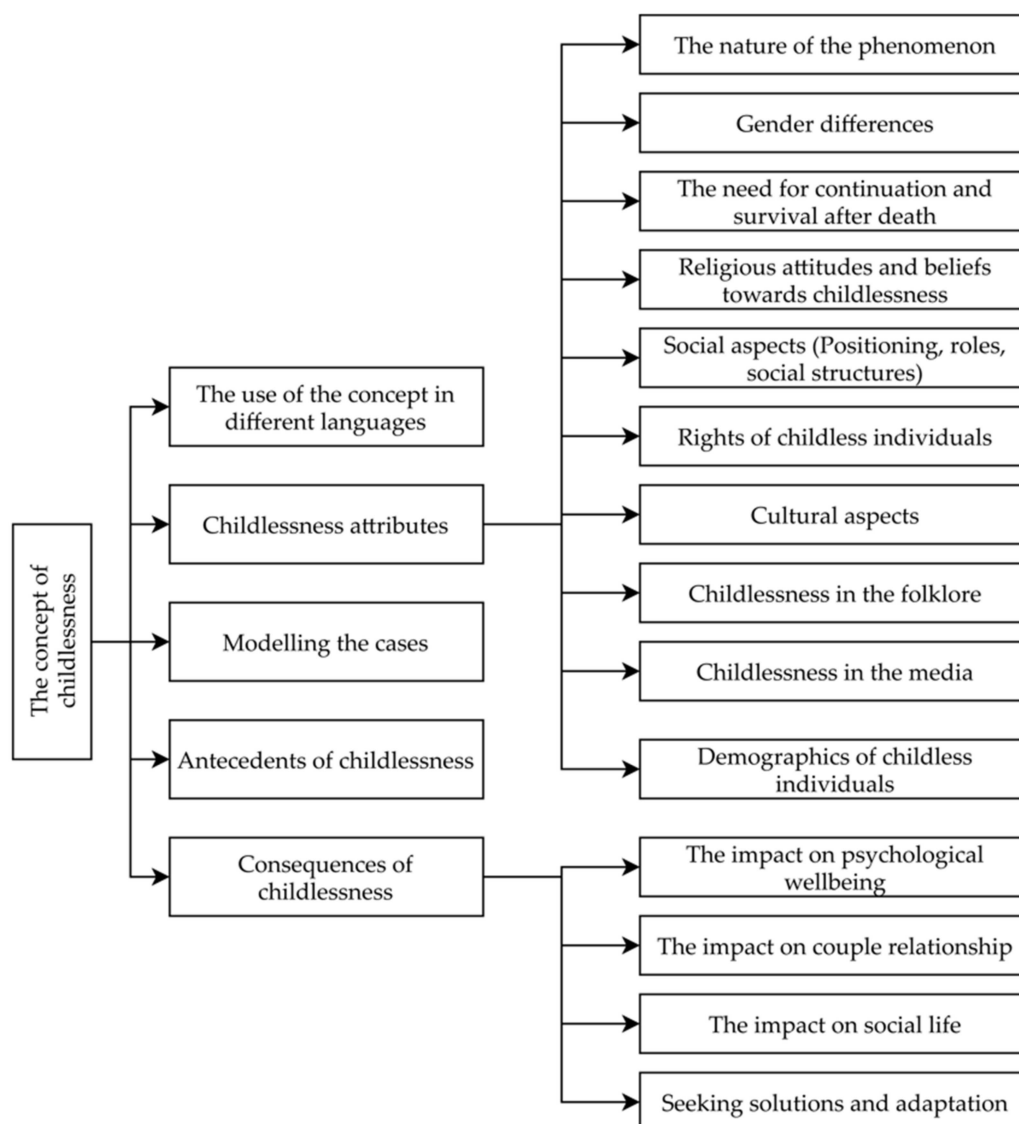 The concept of
childlessness
The use of the concept in
different languages
Childlessness attributes
Modelling the cases
Antecedents of childlessness
Consequences of
childlessness
The nature of the phenomenon
Gender differences
The need for continuation and
survival after death
Religious attitudes and beliefs
towards childlessness
Social aspects (Positioning, roles,
social structures)
Rights of childless individuals
Cultural aspects
Childlessness in the folklore
Childlessness in the media
Demographics of childless
individuals
The impact on psychological
wellbeing
The impact on couple relationship
The impact on social life
Seeking solutions and adaptation